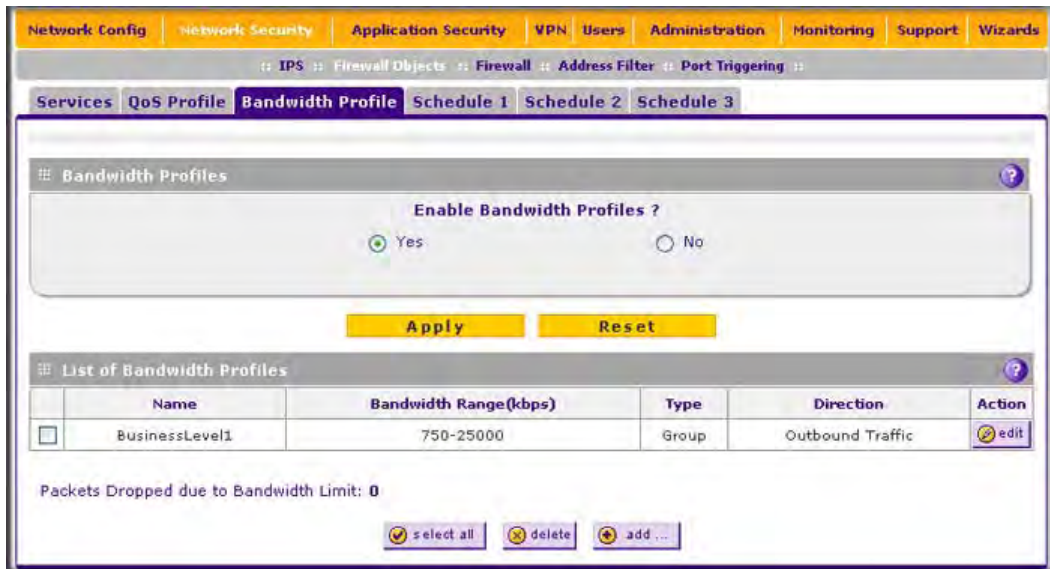 Network Config Network Security Application Security VPN Users Administration Monitoring Support Wizards
:: IPS :: Firewall Objects :: Firewall :: Address Filter :: Port Triggering ::
Services QoS Profile Bandwidth Profile Schedule 1 Schedule 2 Schedule 3
Bandwidth Profiles ?
Enable Bandwidth Profiles ?
Yes No
Apply Reset
List of Bandwidth Profiles ?
Name Bandwidth Range(kbps) Type Direction Action
BusinessLevel1 750-25000 Group Outbound Traffic edit
Packets Dropped due to Bandwidth Limit: 0
select all delete add ...